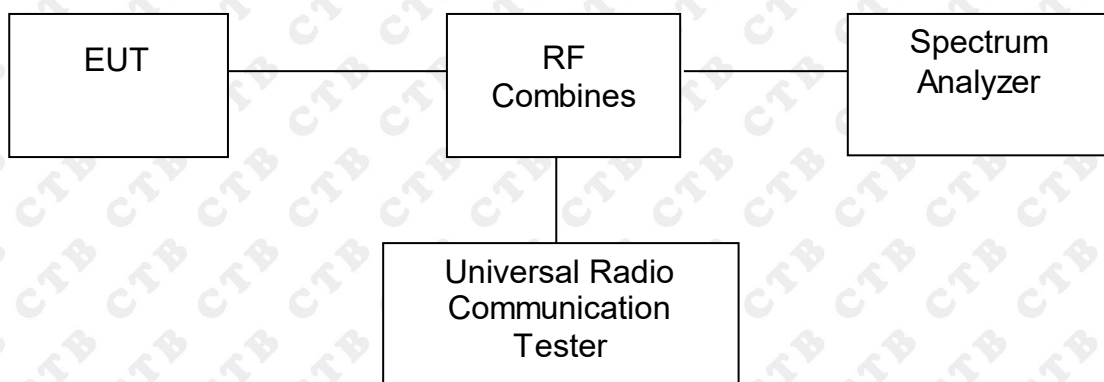 EUT
RF
Combines
Spectrum
Analyzer
Universal Radio
Communication
Tester